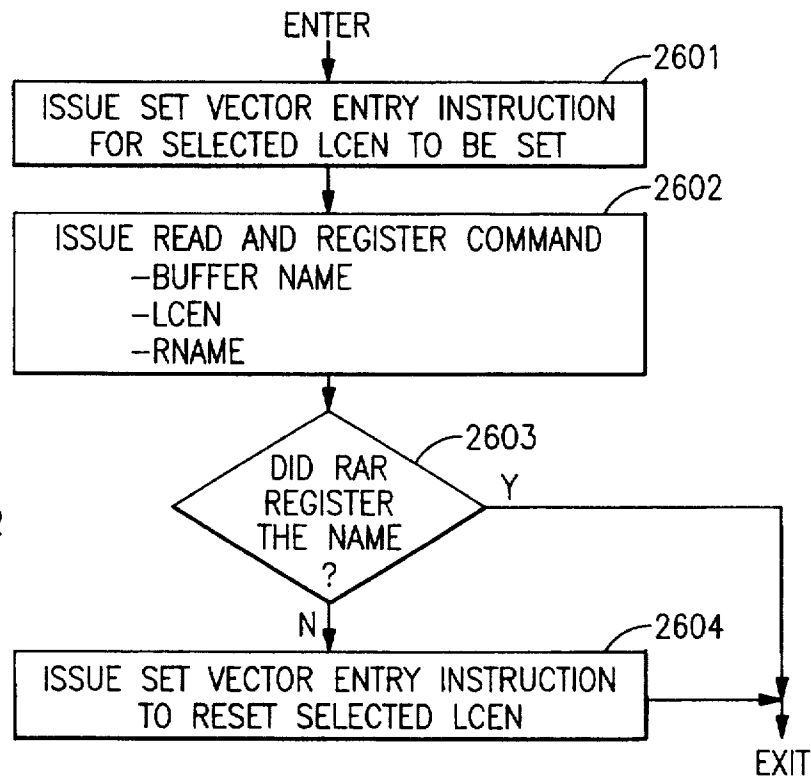 ENTER
2601
ISSUE SET VECTOR ENTRY INSTRUCTION
FOR SELECTED LCEN TO BE SET
2602
ISSUE READ AND REGISTER COMMAND
-BUFFER NAME
-LCEN
-RNAME
2603
DID RAR
REGISTER
THE NAME
?
Y
N
2604
ISSUE SET VECTOR ENTRY INSTRUCTION
TO RESET SELECTED LCEN
EXIT